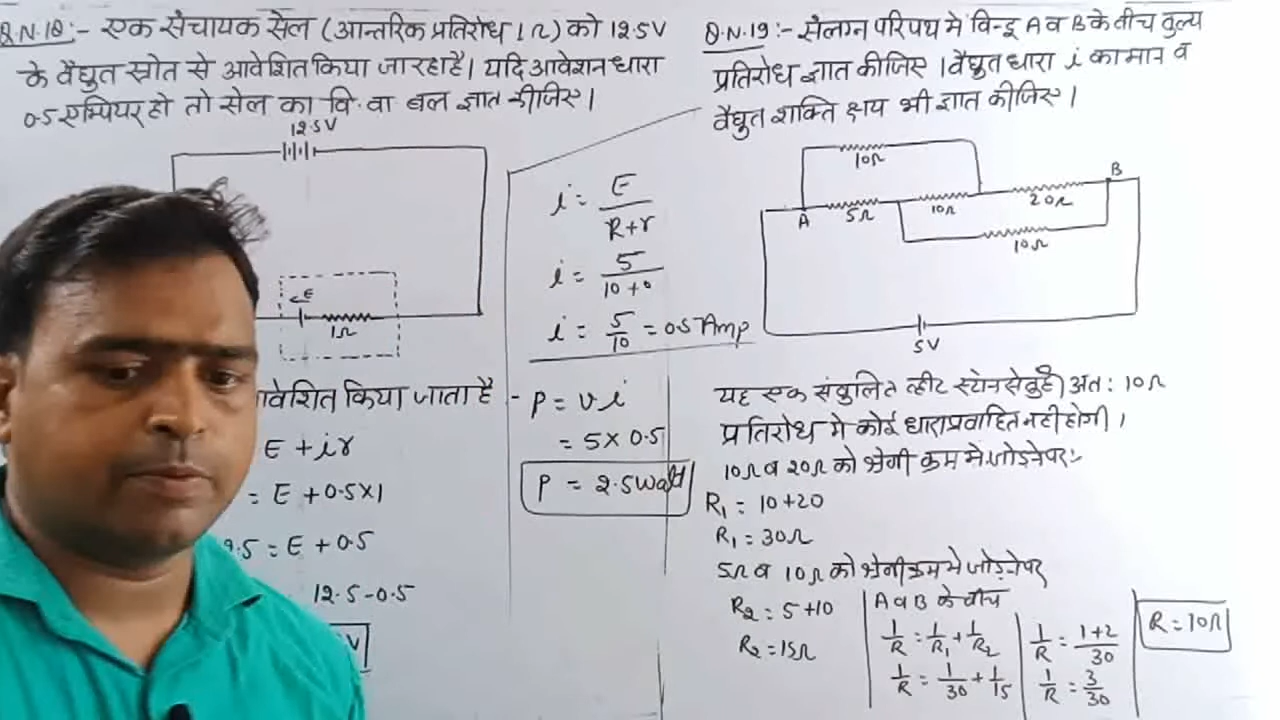 Q.N.18:- एक संचायक सेल (आन्तरिक प्रतिरोध 1Ω) को 12.5V
के वैद्युत स्रोत से आवेशित किया जा रहा है। यदि आवेशन धारा
0.5 एम्पियर हो तो सेल का वि. वा बल ज्ञात कीजिए।
12.5V
E
1Ω
आवेशित किया जाता है :-
E + ir
= E + 0.5×1
= E + 0.5
12.5 - 0.5
V
i = E / R+r
i = 5 / 10+0
i = 5/10 = 0.5 Amp
P = Vi
= 5 × 0.5
P = 2.5 Watt
Q.N.19:- संलग्न परिपथ मे बिन्दु A व B के बीच तुल्य
प्रतिरोध ज्ञात कीजिए। वैद्युत धारा i का मान व
वैद्युत शक्ति क्षय भी ज्ञात कीजिए।
10Ω
B
A 5Ω 10Ω 20Ω
10Ω
5V
यह एक संतुलित व्हीट स्टोन सेतु है। अत: 10Ω
प्रतिरोध मे कोई धारा प्रवाहित नही होगी।
10Ω व 20Ω को श्रेणी क्रम में जोड़ने पर:-
R₁ = 10+20
R₁ = 30Ω
5Ω व 10Ω को श्रेणी क्रम मे जोड़ने पर
R₂ = 5+10
R₂ = 15Ω
A व B के बीच
1/R = 1/R₁ + 1/R₂
1/R = 1/30 + 1/15
1/R = 1+2/30
1/R = 3/30
R = 10Ω